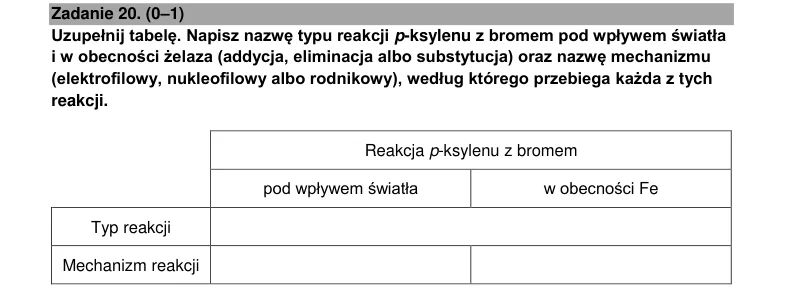 Zadanie 20. (0–1)
Uzupełnij tabelę. Napisz nazwę typu reakcji p-ksylenu z bromem pod wpływem światła
i w obecności żelaza (addycja, eliminacja albo substytucja) oraz nazwę mechanizmu
(elektrofilowy, nukleofilowy albo rodnikowy), według którego przebiega każda z tych
reakcji.
Reakcja p-ksylenu z bromem
pod wpływem światła
w obecności Fe
Typ reakcji
Mechanizm reakcji